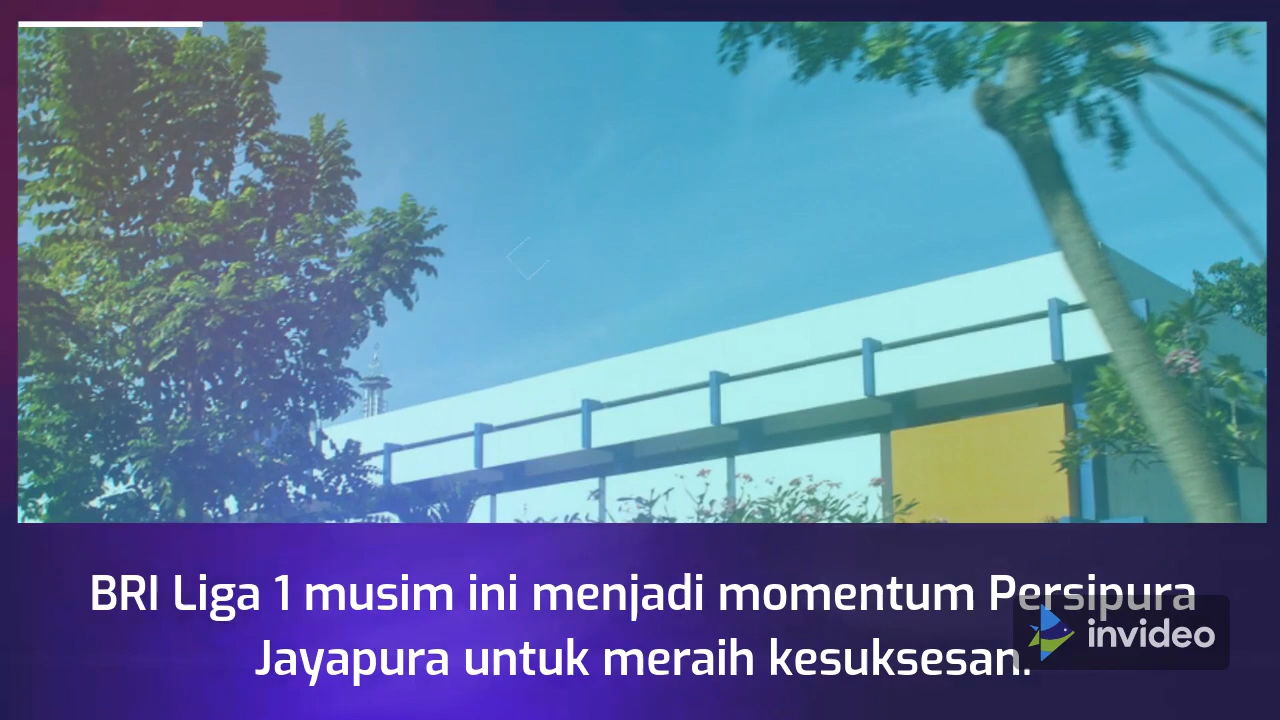 BRI Liga 1 musim ini menjadi momentum Persipura
Jayapura untuk meraih kesuksesan.
invideo